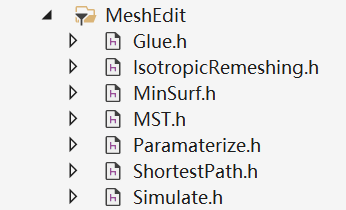 MeshEdit
Glue.h
IsotropicRemeshing.h
MinSurf.h
MST.h
Paramaterize.h
ShortestPath.h
Simulate.h